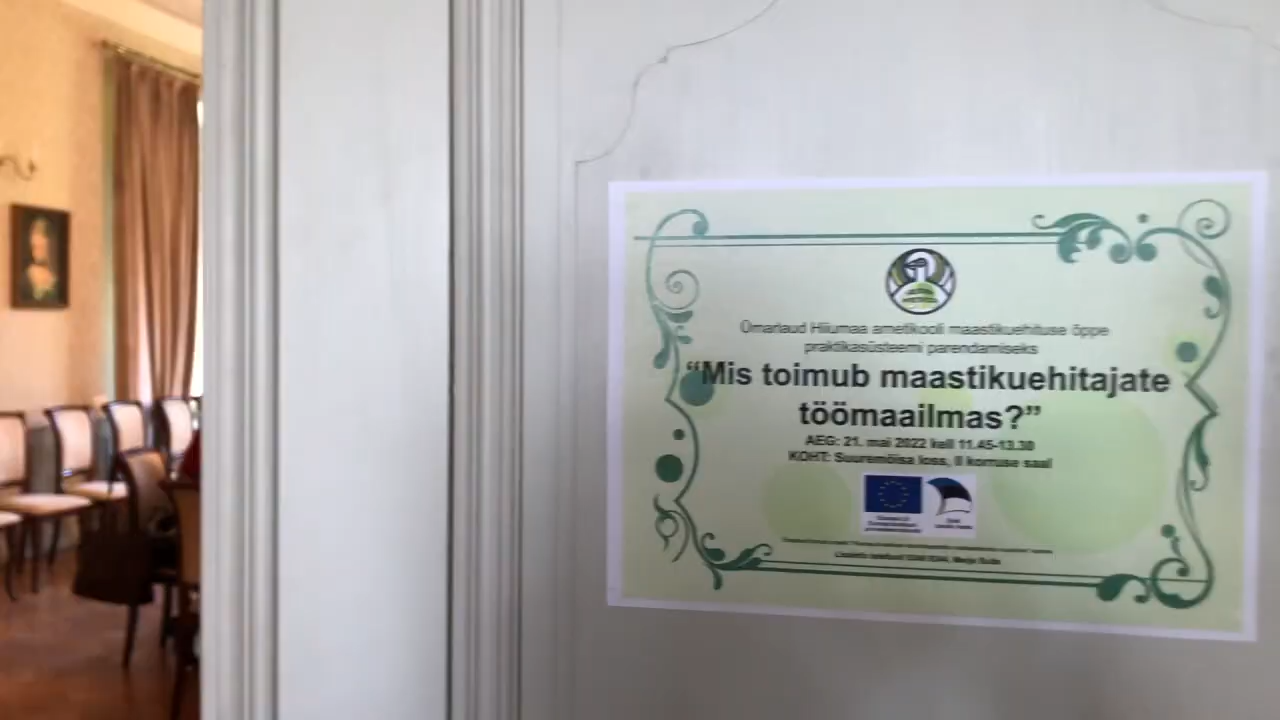 Ümarlaud Hiiumaa ametikooli maastikuehituse õppe
praktikasüsteemi parendamiseks
“Mis toimub maastikuehitajate
töömaailmas?”
AEG: 21. mai 2022 kell 11.45-13.30
KOHT: Suuremõisa loss, II korruse saal